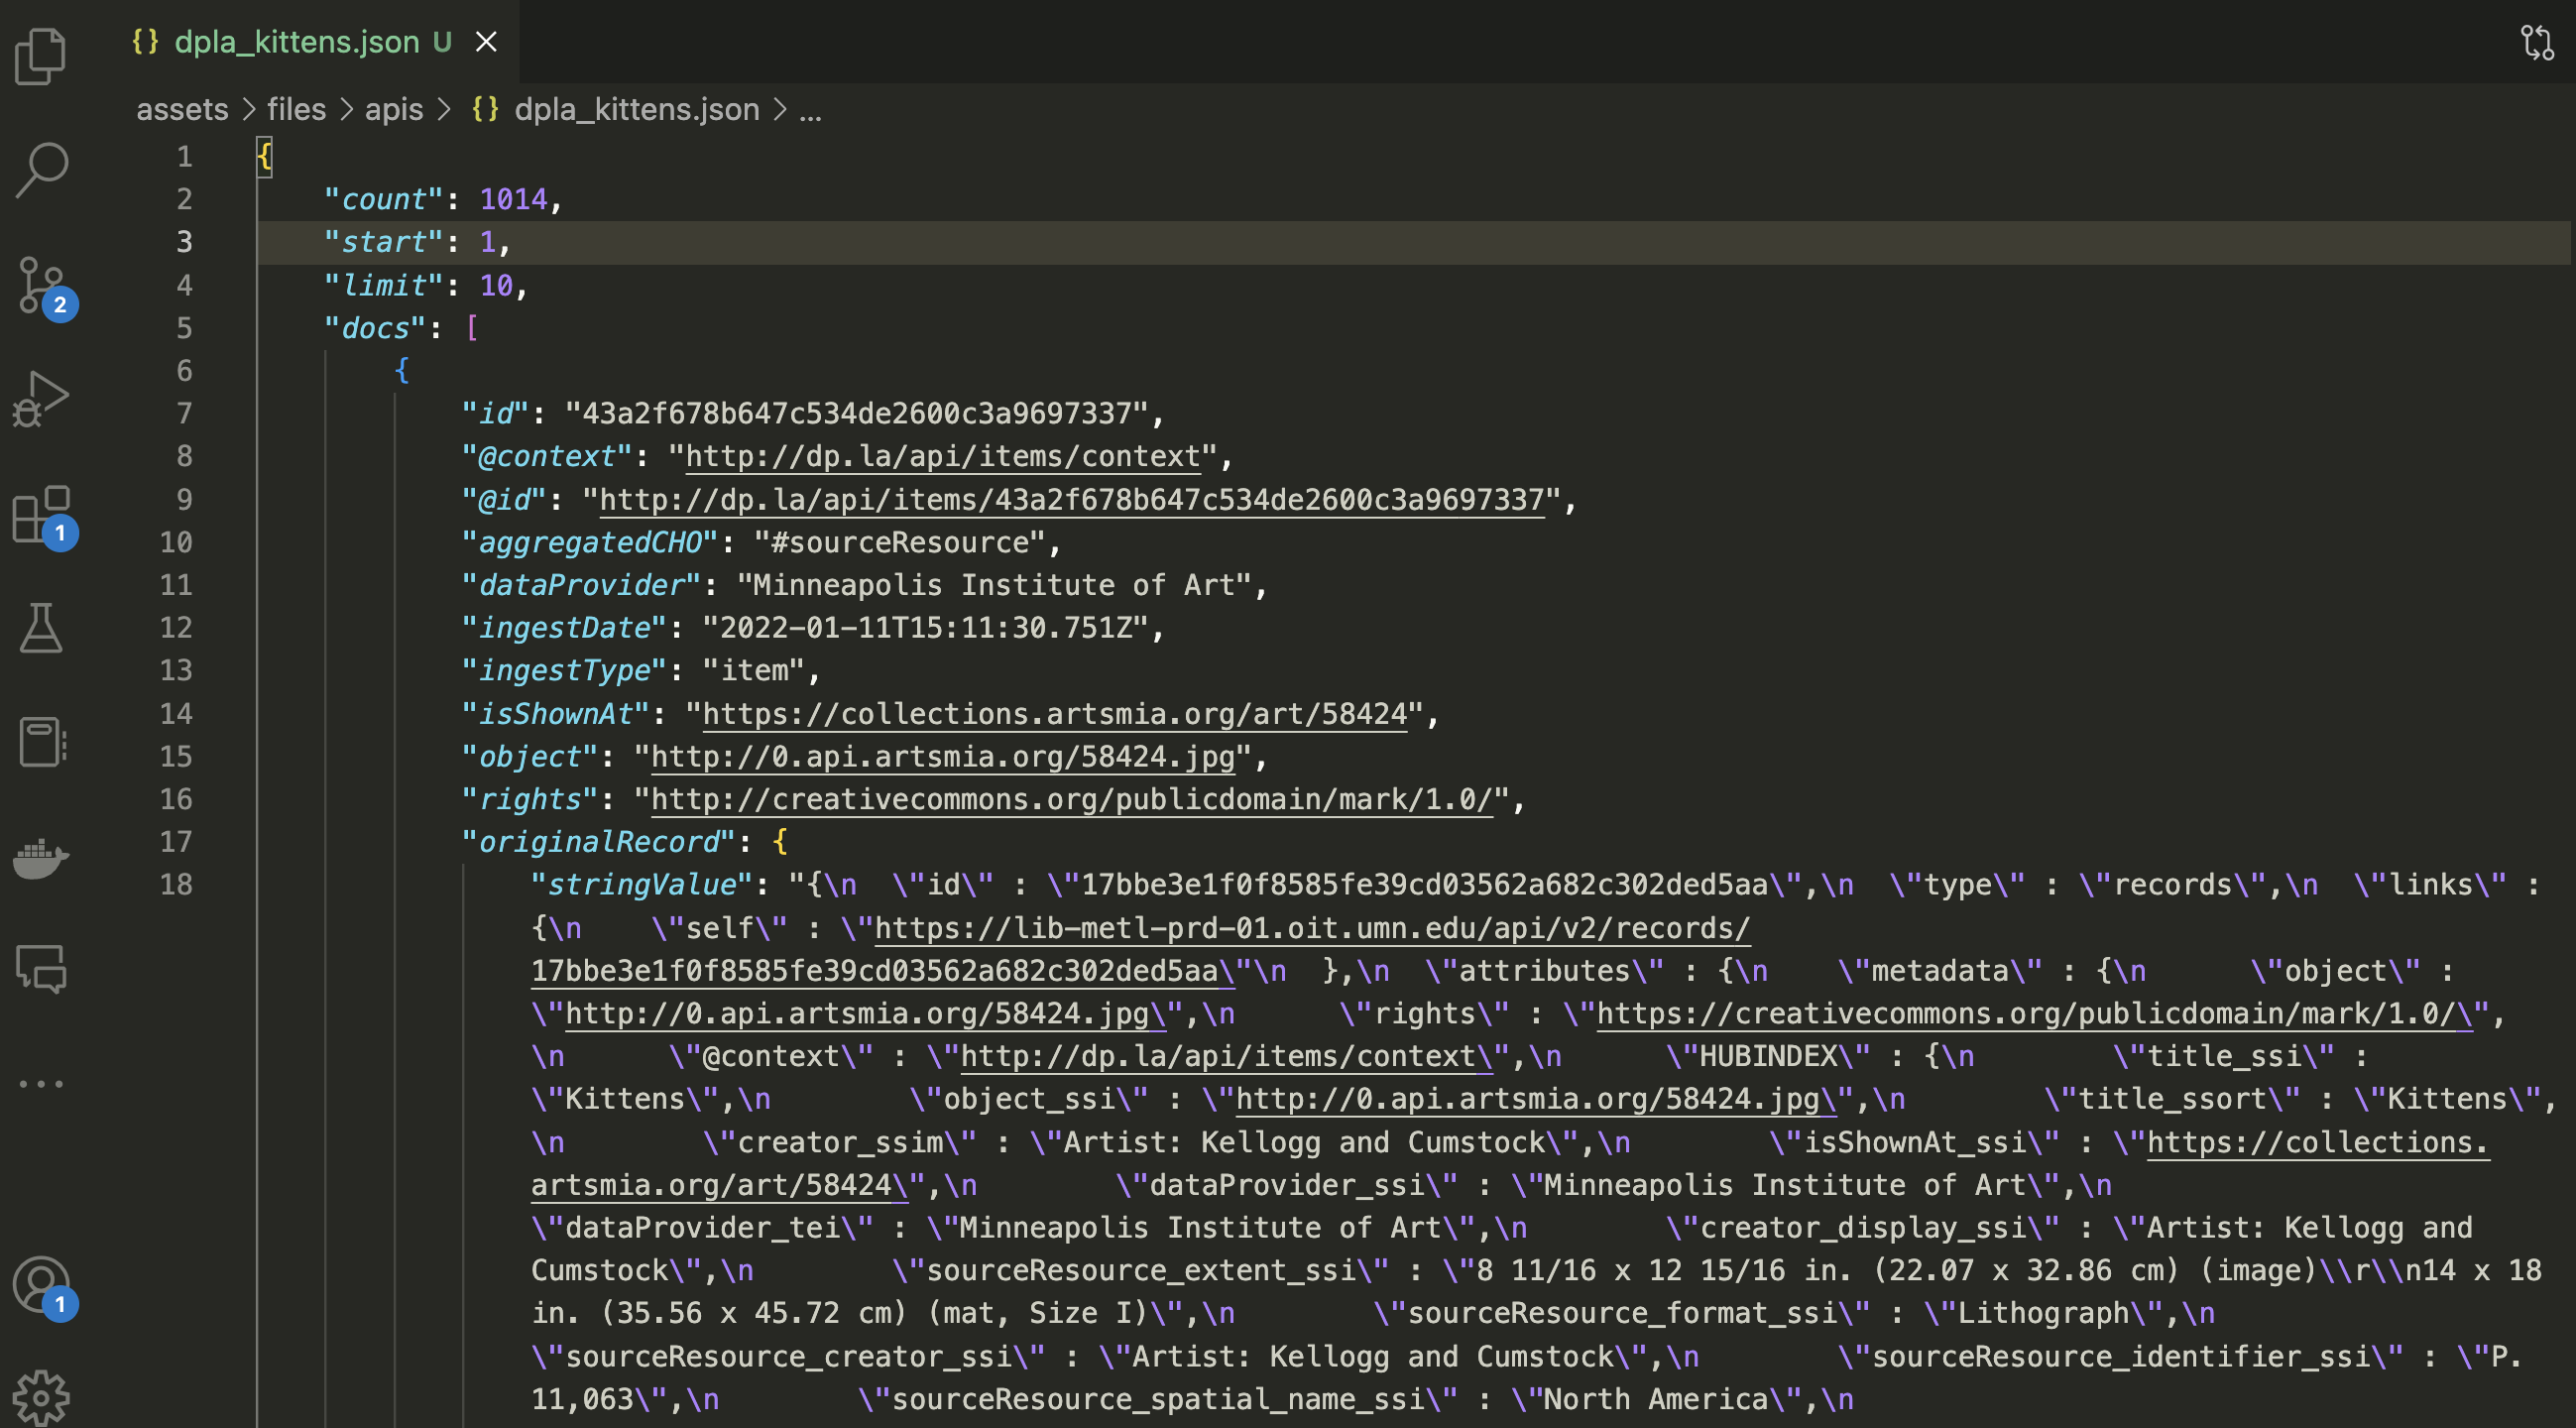 {} dpla_kittens.json U ×
assets > files > apis > {} dpla_kittens.json > ...
1 {
2 "count": 1014,
3 "start": 1,
4 "limit": 10,
5 "docs": [
6 {
7 "id": "43a2f678b647c534de2600c3a9697337",
8 "@context": "http://dp.la/api/items/context",
9 "@id": "http://dp.la/api/items/43a2f678b647c534de2600c3a9697337",
10 "aggregatedCHO": "#sourceResource",
11 "dataProvider": "Minneapolis Institute of Art",
12 "ingestDate": "2022-01-11T15:11:30.751Z",
13 "ingestType": "item",
14 "isShownAt": "https://collections.artsmia.org/art/58424",
15 "object": "http://0.api.artsmia.org/58424.jpg",
16 "rights": "http://creativecommons.org/publicdomain/mark/1.0/",
17 "originalRecord": {
18 "stringValue": "{\n  \"id\" : \"17bbe3e1f0f8585fe39cd03562a682c302ded5aa\",\n  \"type\" : \"records\",\n  \"links\" :
{\n    \"self\" : \"https://lib-metl-prd-01.oit.umn.edu/api/v2/records/
17bbe3e1f0f8585fe39cd03562a682c302ded5aa\"\n  },\n  \"attributes\" : {\n    \"metadata\" : {\n      \"object\" :
\"http://0.api.artsmia.org/58424.jpg\",\n      \"rights\" : \"https://creativecommons.org/publicdomain/mark/1.0/\",
\n      \"@context\" : \"http://dp.la/api/items/context\",\n      \"HUBINDEX\" : {\n        \"title_ssi\" :
\"Kittens\",\n        \"object_ssi\" : \"http://0.api.artsmia.org/58424.jpg\",\n        \"title_ssort\" : \"Kittens\",
\n        \"creator_ssim\" : \"Artist: Kellogg and Cumstock\",\n        \"isShownAt_ssi\" : \"https://collections.
artsmia.org/art/58424\",\n        \"dataProvider_ssi\" : \"Minneapolis Institute of Art\",\n
\"dataProvider_tei\" : \"Minneapolis Institute of Art\",\n        \"creator_display_ssi\" : \"Artist: Kellogg and
Cumstock\",\n        \"sourceResource_extent_ssi\" : \"8 11/16 x 12 15/16 in. (22.07 x 32.86 cm) (image)\\r\\n14 x 18
in. (35.56 x 45.72 cm) (mat, Size I)\",\n        \"sourceResource_format_ssi\" : \"Lithograph\",\n
\"sourceResource_creator_ssi\" : \"Artist: Kellogg and Cumstock\",\n        \"sourceResource_identifier_ssi\" : \"P.
11,063\",\n        \"sourceResource_spatial_name_ssi\" : \"North America\",\n
2
1
1